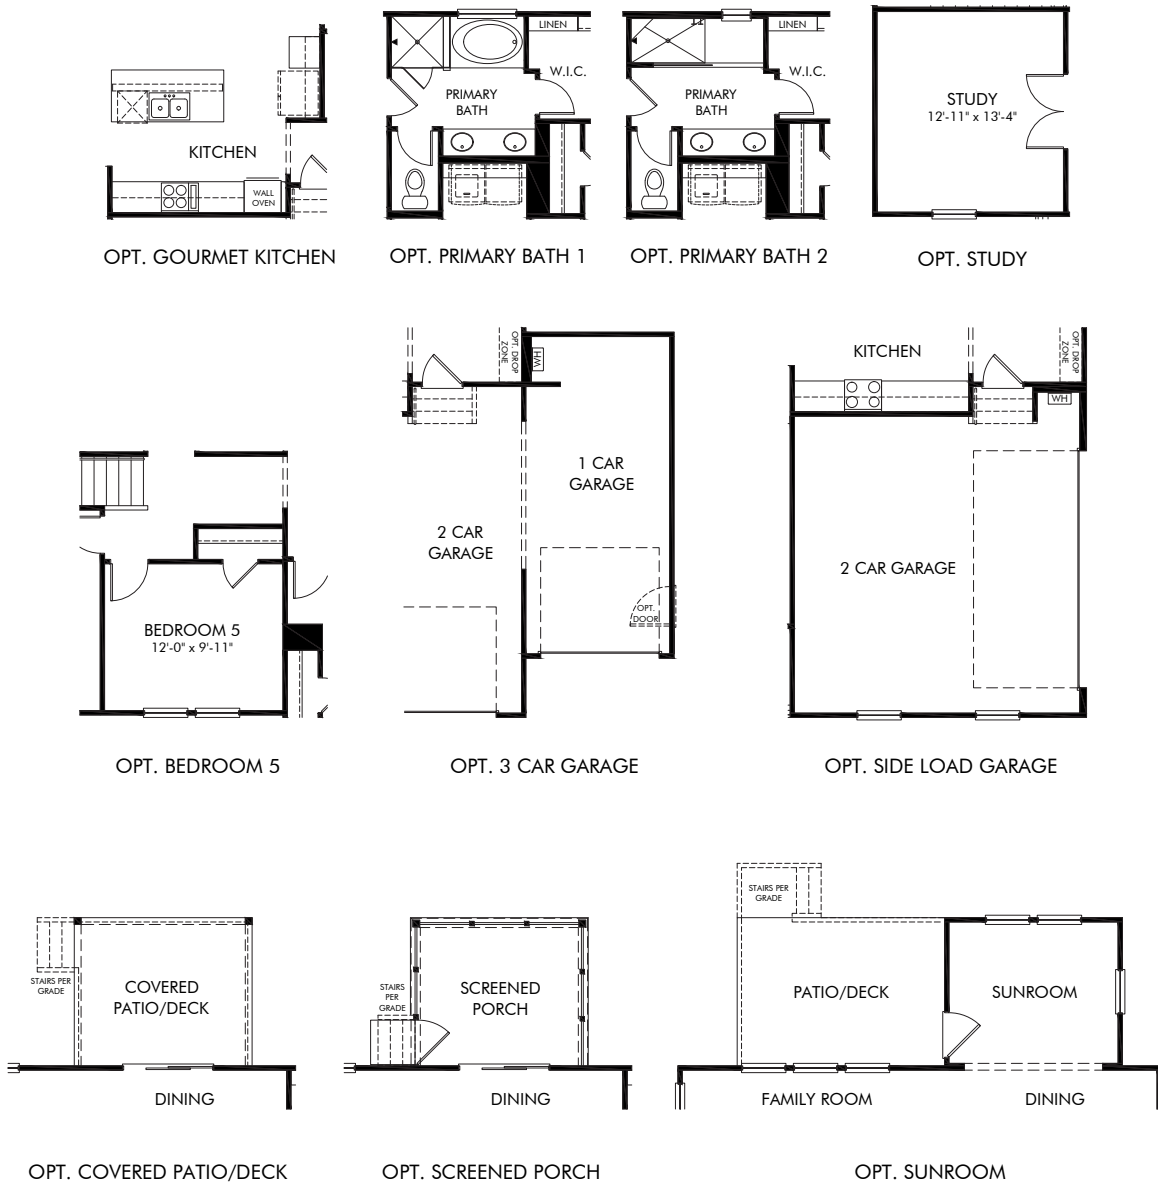 KITCHEN
WALL
OVEN
OPT. GOURMET KITCHEN
LINEN
W.I.C.
PRIMARY
BATH
OPT. PRIMARY BATH 1
LINEN
W.I.C.
PRIMARY
BATH
OPT. PRIMARY BATH 2
STUDY
12'-11" x 13'-4"
OPT. STUDY
BEDROOM 5
12'-0" x 9'-11"
OPT. BEDROOM 5
OPT. DROP
ZONE
WH
1 CAR
GARAGE
2 CAR
GARAGE
OPT.
DOOR
OPT. 3 CAR GARAGE
KITCHEN
OPT. DROP
ZONE
WH
2 CAR GARAGE
OPT. SIDE LOAD GARAGE
STAIRS PER
GRADE
COVERED
PATIO/DECK
DINING
OPT. COVERED PATIO/DECK
STAIRS
PER
GRADE
SCREENED
PORCH
DINING
OPT. SCREENED PORCH
STAIRS PER
GRADE
PATIO/DECK
SUNROOM
FAMILY ROOM
DINING
OPT. SUNROOM